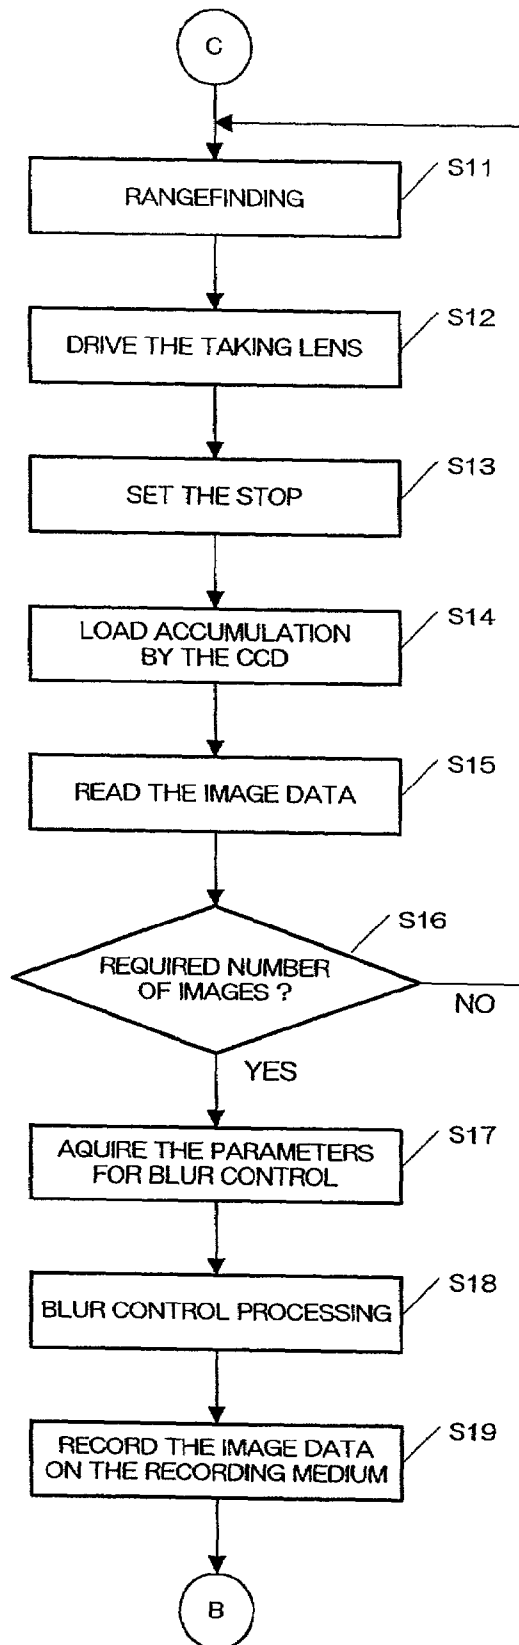 C
S11
RANGEFINDING
S12
DRIVE THE TAKING LENS
S13
SET THE STOP
S14
LOAD ACCUMULATION
BY THE CCD
S15
READ THE IMAGE DATA
S16
REQUIRED NUMBER
OF IMAGES ?
NO
YES
S17
AQUIRE THE PARAMETERS
FOR BLUR CONTROL
S18
BLUR CONTROL PROCESSING
S19
RECORD THE IMAGE DATA
ON THE RECORDING MEDIUM
B